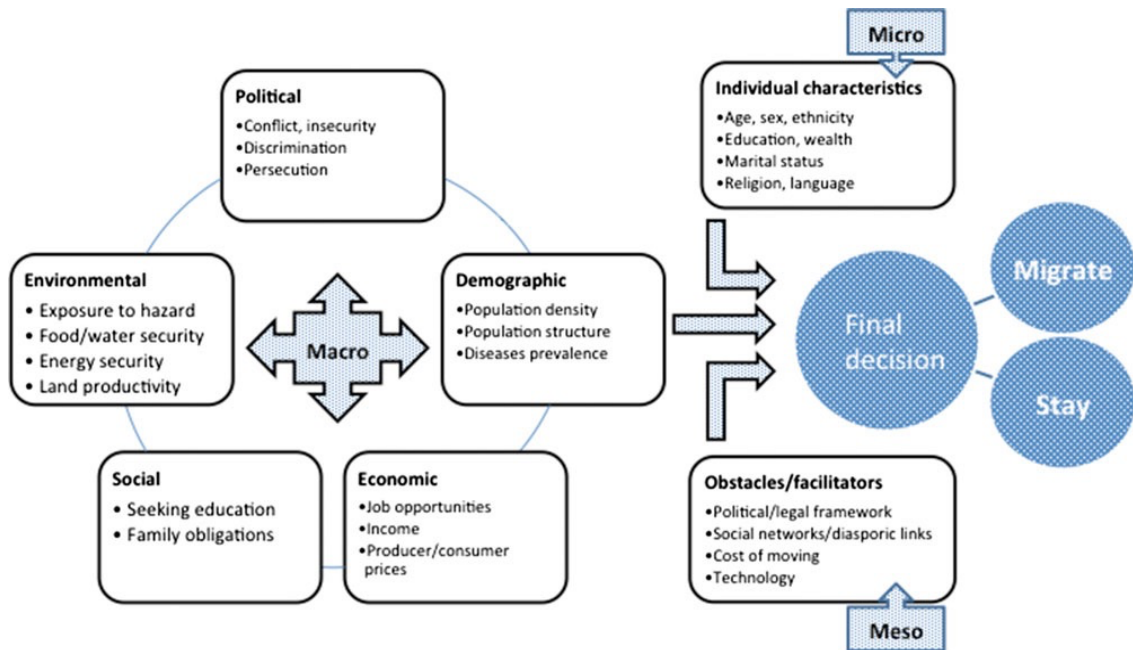 Micro
Political
•Conflict, insecurity
•Discrimination
•Persecution
Individual characteristics
•Age, sex, ethnicity
•Education, wealth
•Marital status
•Religion, language
Environmental
• Exposure to hazard
• Food/water security
• Energy security
• Land productivity
Macro
Demographic
•Population density
•Population structure
•Diseases prevalence
Final
decision
Migrate
Stay
Social
• Seeking education
• Family obligations
Economic
•Job opportunities
•Income
•Producer/consumer
prices
Obstacles/facilitators
•Political/legal framework
•Social networks/diasporic links
•Cost of moving
•Technology
Meso